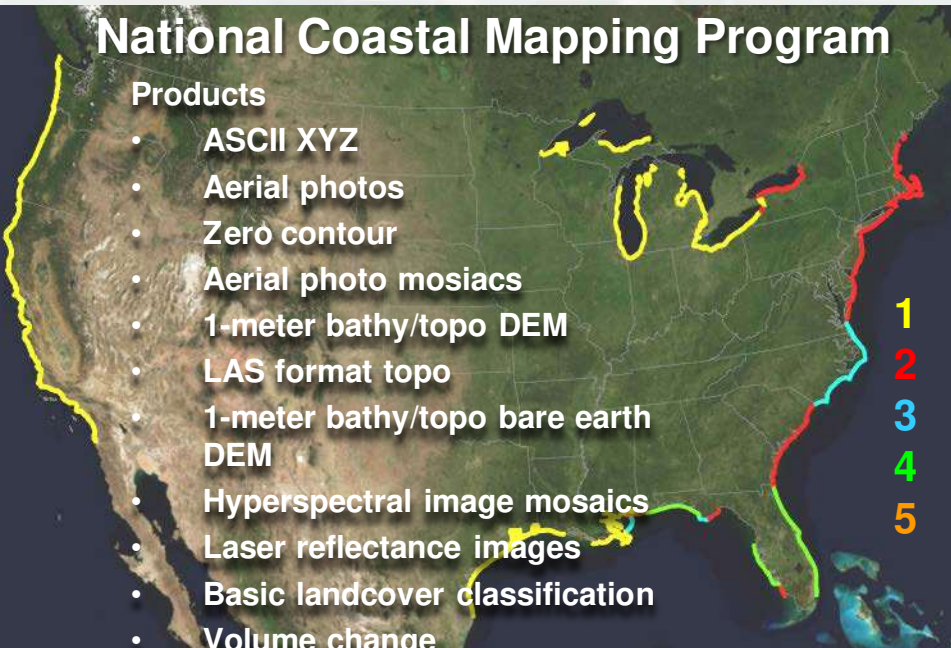 National Coastal Mapping Program
Products
• ASCII XYZ
• Aerial photos
• Zero contour
• Aerial photo mosiacs
• 1-meter bathy/topo DEM
• LAS format topo
• 1-meter bathy/topo bare earth
DEM
• Hyperspectral image mosaics
• Laser reflectance images
• Basic landcover classification
• Volume change
1
2
3
4
5